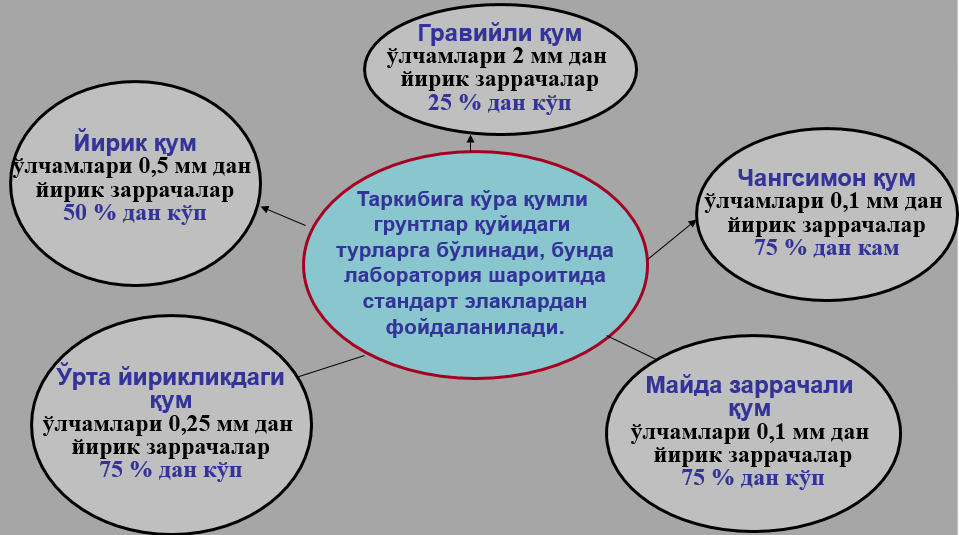 Гравийли қум
ўлчамлари 2 мм дан
йирик заррачалар
25 % дан кўп
Йирик қум
ўлчамлари 0,5 мм дан
йирик заррачалар
50 % дан кўп
Чангсимон қум
ўлчамлари 0,1 мм дан
йирик заррачалар
75 % дан кам
Таркибига кўра қумли
грунтлар қуйидаги
турларга бўлинади, бунда
лаборатория шароитида
стандарт элаклардан
фойдаланилади.
Ўрта йирикликдаги
қум
ўлчамлари 0,25 мм дан
йирик заррачалар
75 % дан кўп
Майда заррачали
қум
ўлчамлари 0,1 мм дан
йирик заррачалар
75 % дан кўп